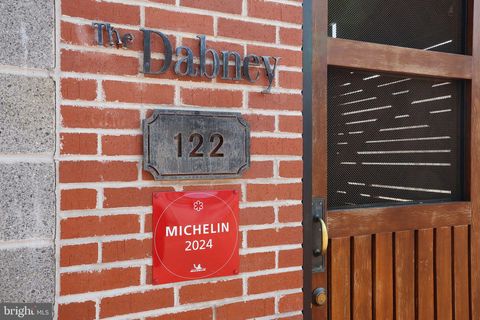 The Dabney
122
MICHELIN
2024
brightMLS